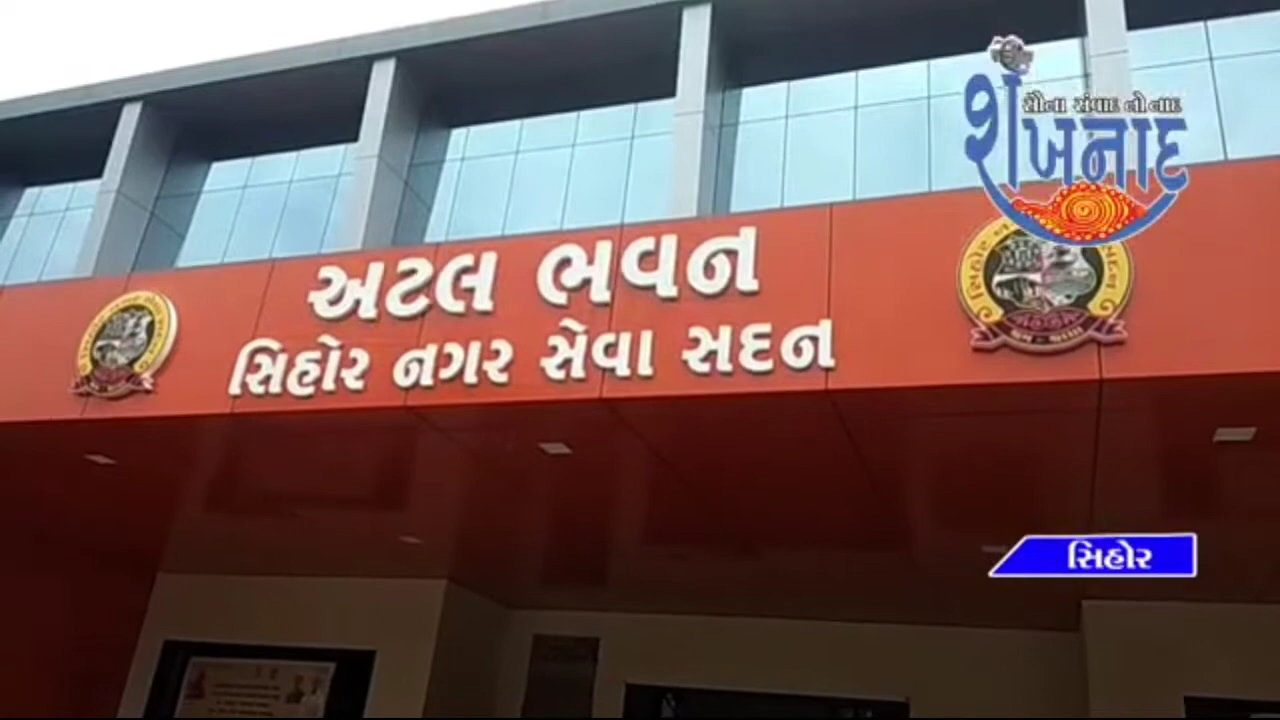 સૌના સંવાદ નો નાદ
શંખનાદ
અટલ ભવન
સિહોર નગર સેવા સદન
સિહોર